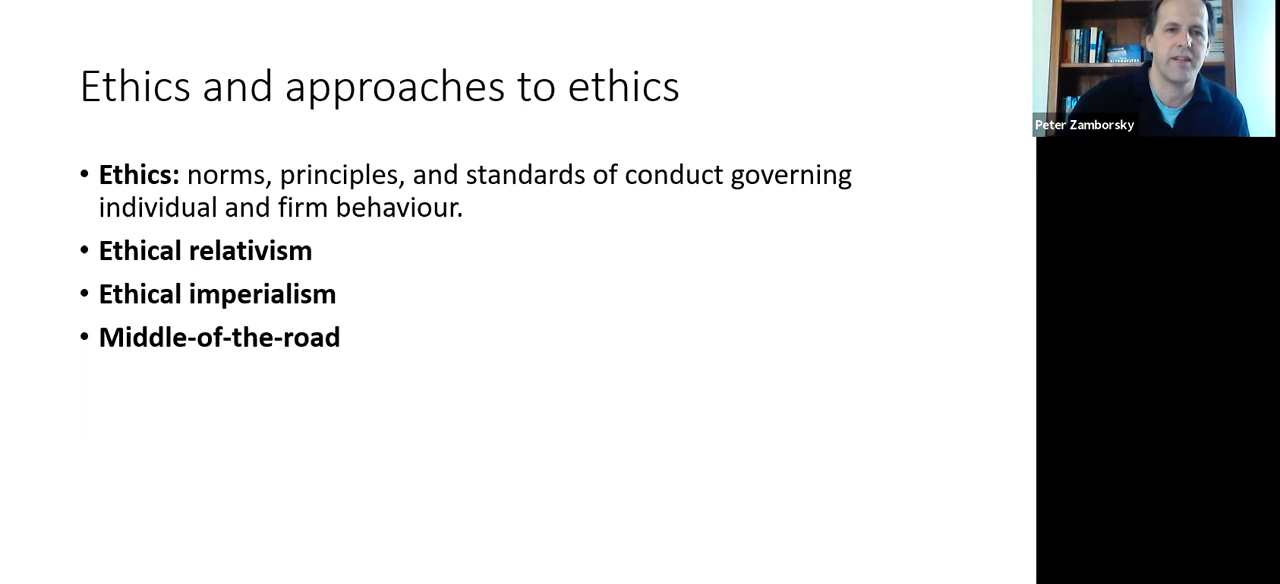 Ethics and approaches to ethics
• Ethics: norms, principles, and standards of conduct governing
individual and firm behaviour.
• Ethical relativism
• Ethical imperialism
• Middle-of-the-road
Peter Zamborsky